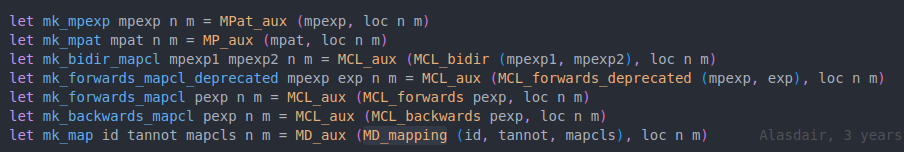 let mk_mpexp mpexp n m = MPat_aux (mpexp, loc n m)
let mk_mpat mpat n m = MP_aux (mpat, loc n m)
let mk_bidir_mapcl mpexp1 mpexp2 n m = MCL_aux (MCL_bidir (mpexp1, mpexp2), loc n m)
let mk_forwards_mapcl_deprecated mpexp exp n m = MCL_aux (MCL_forwards_deprecated (mpexp, exp), loc n m)
let mk_forwards_mapcl pexp n m = MCL_aux (MCL_forwards pexp, loc n m)
let mk_backwards_mapcl pexp n m = MCL_aux (MCL_backwards pexp, loc n m)
let mk_map id tannot mapcls n m = MD_aux (MD_mapping (id, tannot, mapcls), loc n m) Alasdair, 3 years